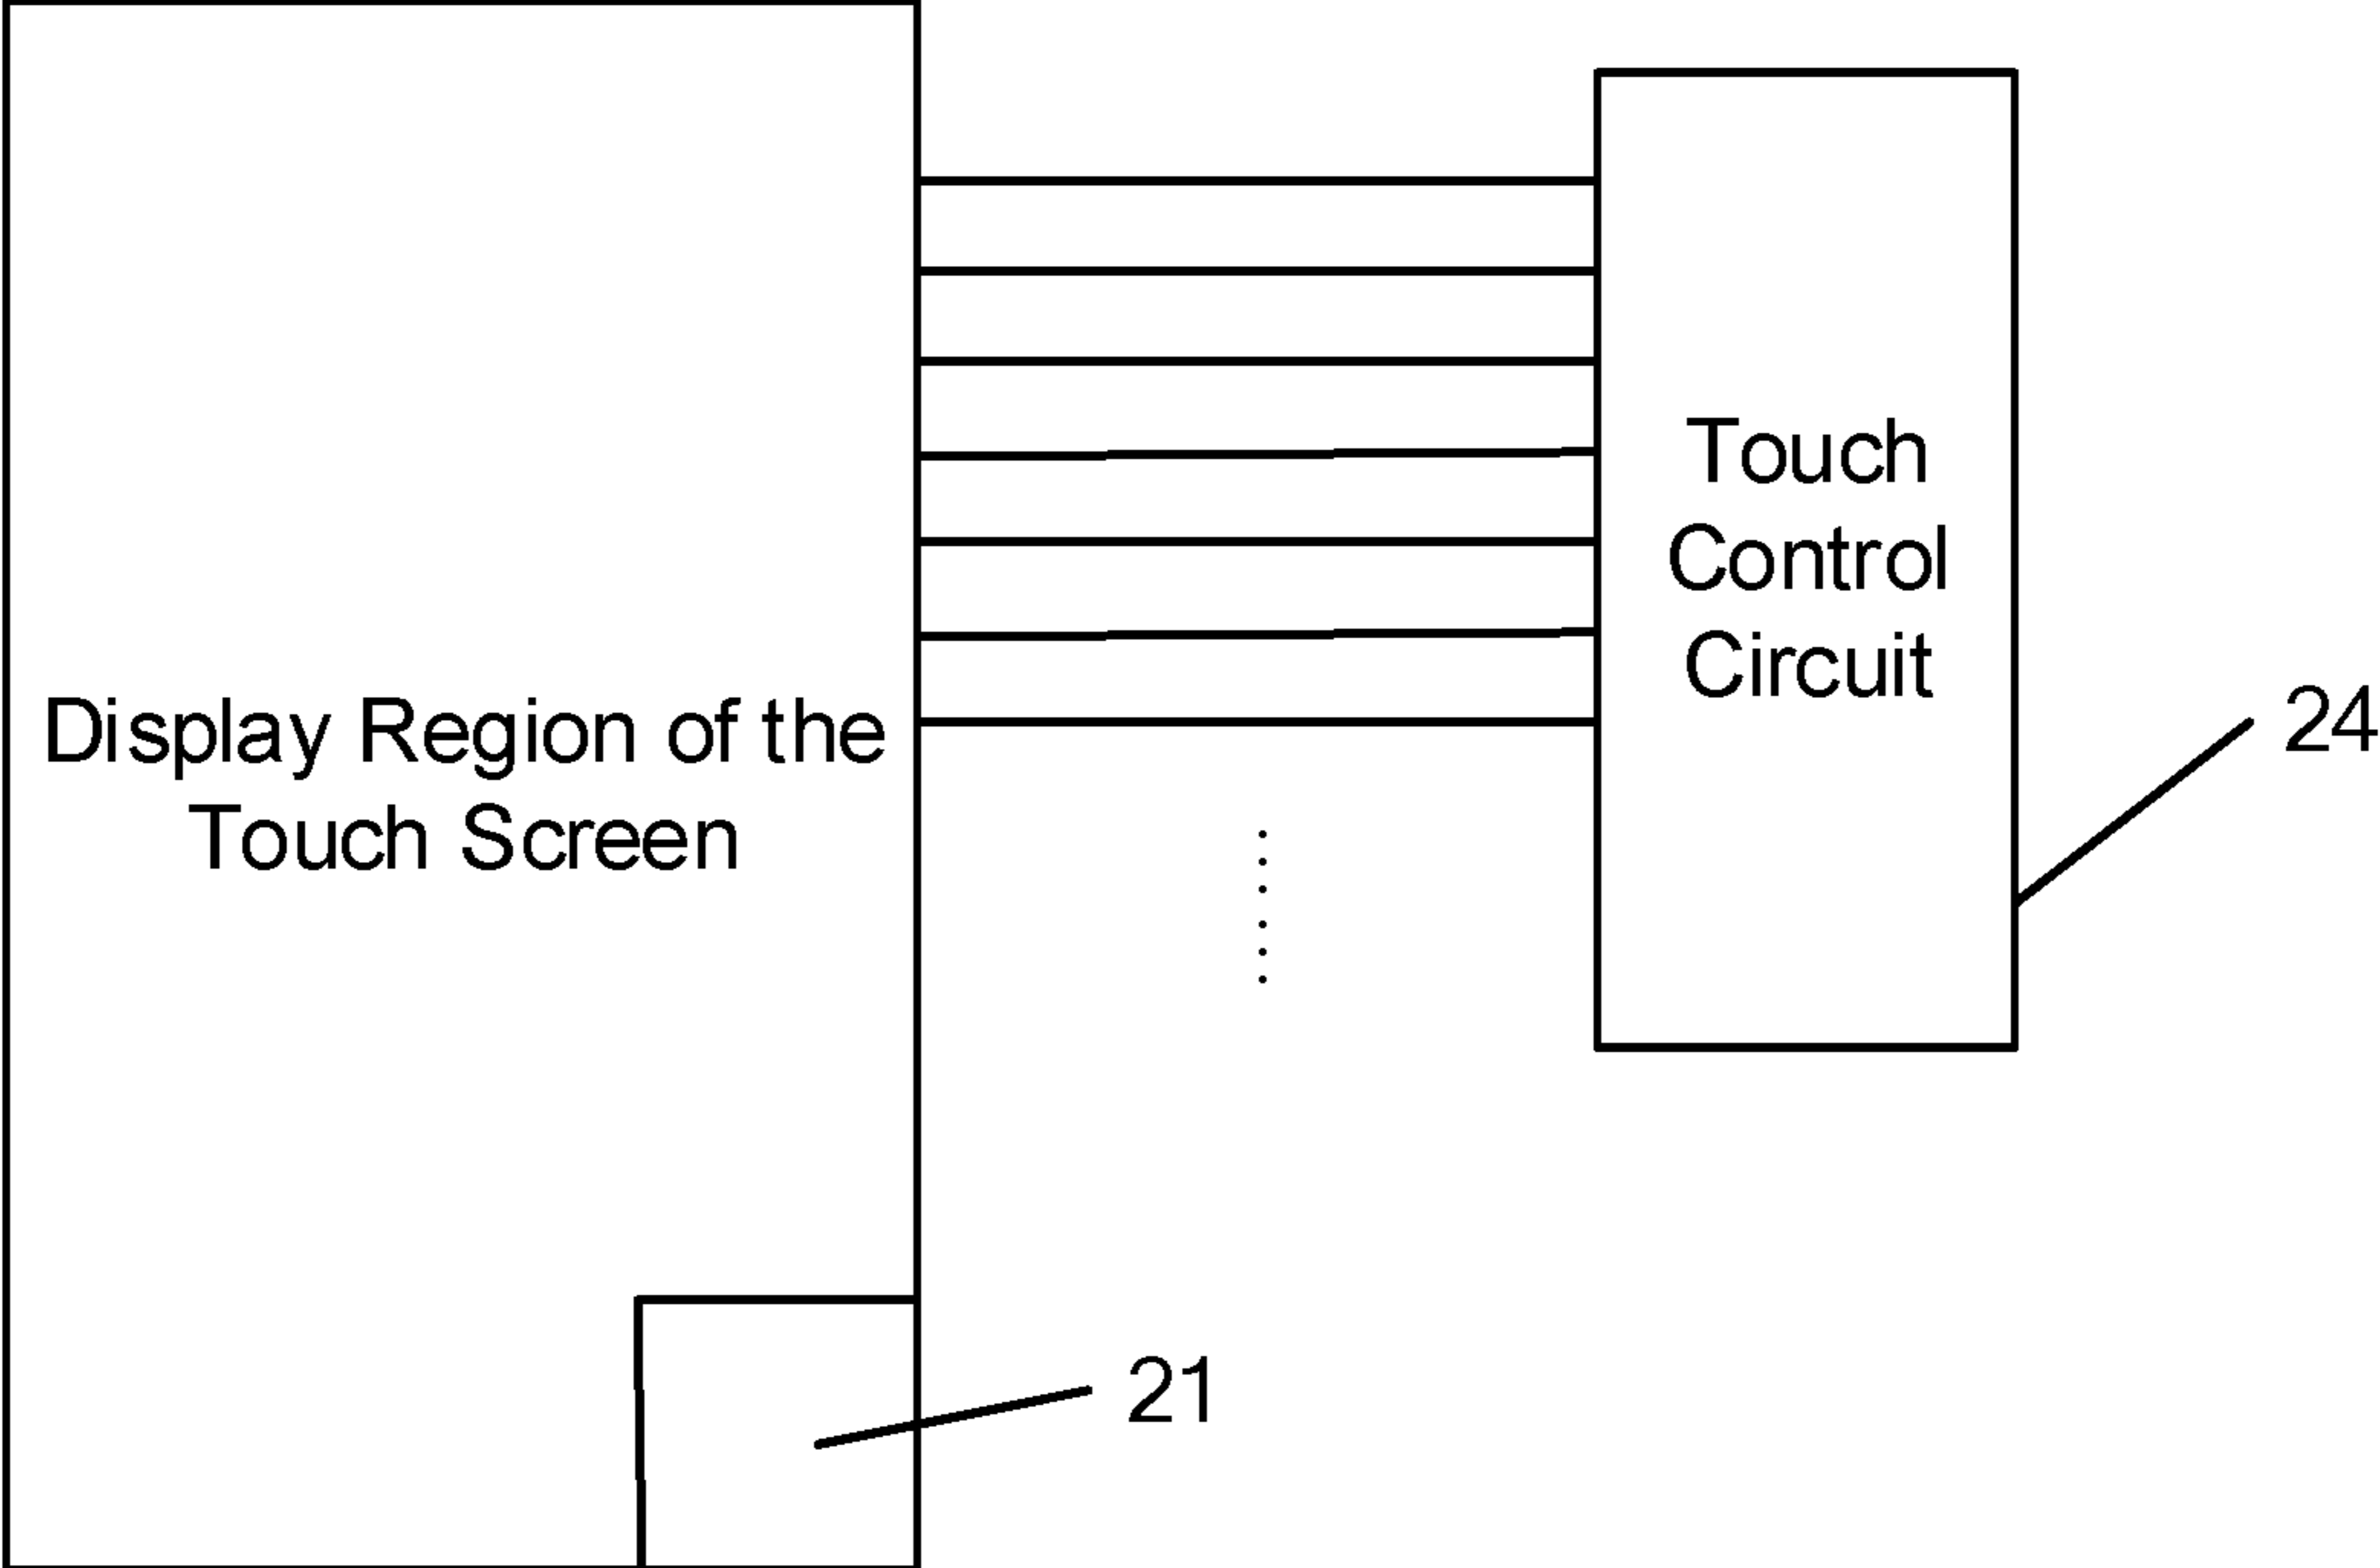 Display Region of the
Touch Screen
Touch
Control
Circuit
24
21